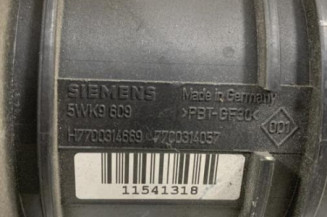 SIEMENS
Made in Germany
5WK9 609
>PBT-GF30<
H7700314669 7700314057
001
11541318